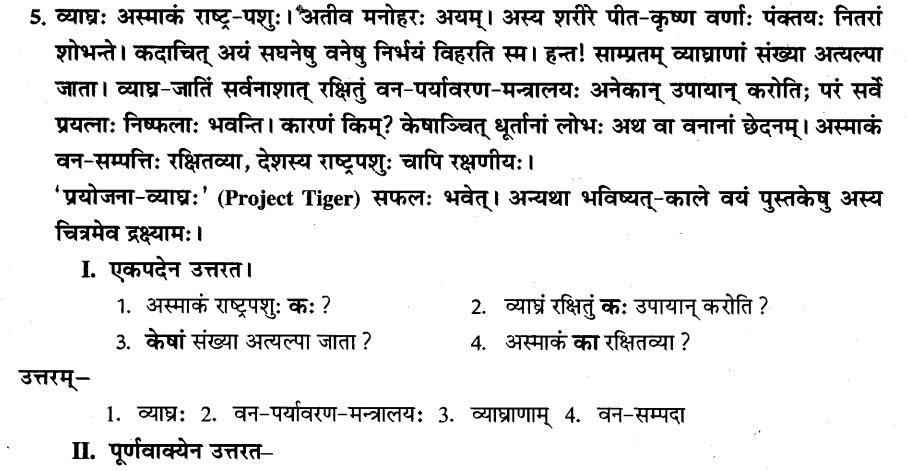 5. व्याघ्रः अस्माकं राष्ट्र-पशुः। अतीव मनोहरः अयम्। अस्य शरीरे पीत-कृष्ण वर्णाः पंक्तयः नितरां
शोभन्ते। कदाचित् अयं सघनेषु वनेषु निर्भयं विहरति स्म। हन्त! साम्प्रतम् व्याघ्राणां संख्या अत्यल्पा
जाता। व्याघ्र-जातिं सर्वनाशात् रक्षितुं वन-पर्यावरण-मन्त्रालयः अनेकान् उपायान् करोति; परं सर्वे
प्रयत्नाः निष्फलाः भवन्ति। कारणं किम्? केषाञ्चित् धूर्तानां लोभः अथ वा वनानां छेदनम्। अस्माकं
वन-सम्पत्तिः रक्षितव्या, देशस्य राष्ट्रपशुः चापि रक्षणीयः।
'प्रयोजना-व्याघ्रः' (Project Tiger) सफलः भवेत्। अन्यथा भविष्यत्-काले वयं पुस्तकेषु अस्य
चित्रमेव द्रक्ष्यामः।
I. एकपदेन उत्तरत।
1. अस्माकं राष्ट्रपशुः कः ? 2. व्याघ्रं रक्षितुं कः उपायान् करोति ?
3. केषां संख्या अत्यल्पा जाता ? 4. अस्माकं का रक्षितव्या ?
उत्तरम्–
1. व्याघ्रः 2. वन-पर्यावरण-मन्त्रालयः 3. व्याघ्राणाम् 4. वन-सम्पदा
II. पूर्णवाक्येन उत्तरत–